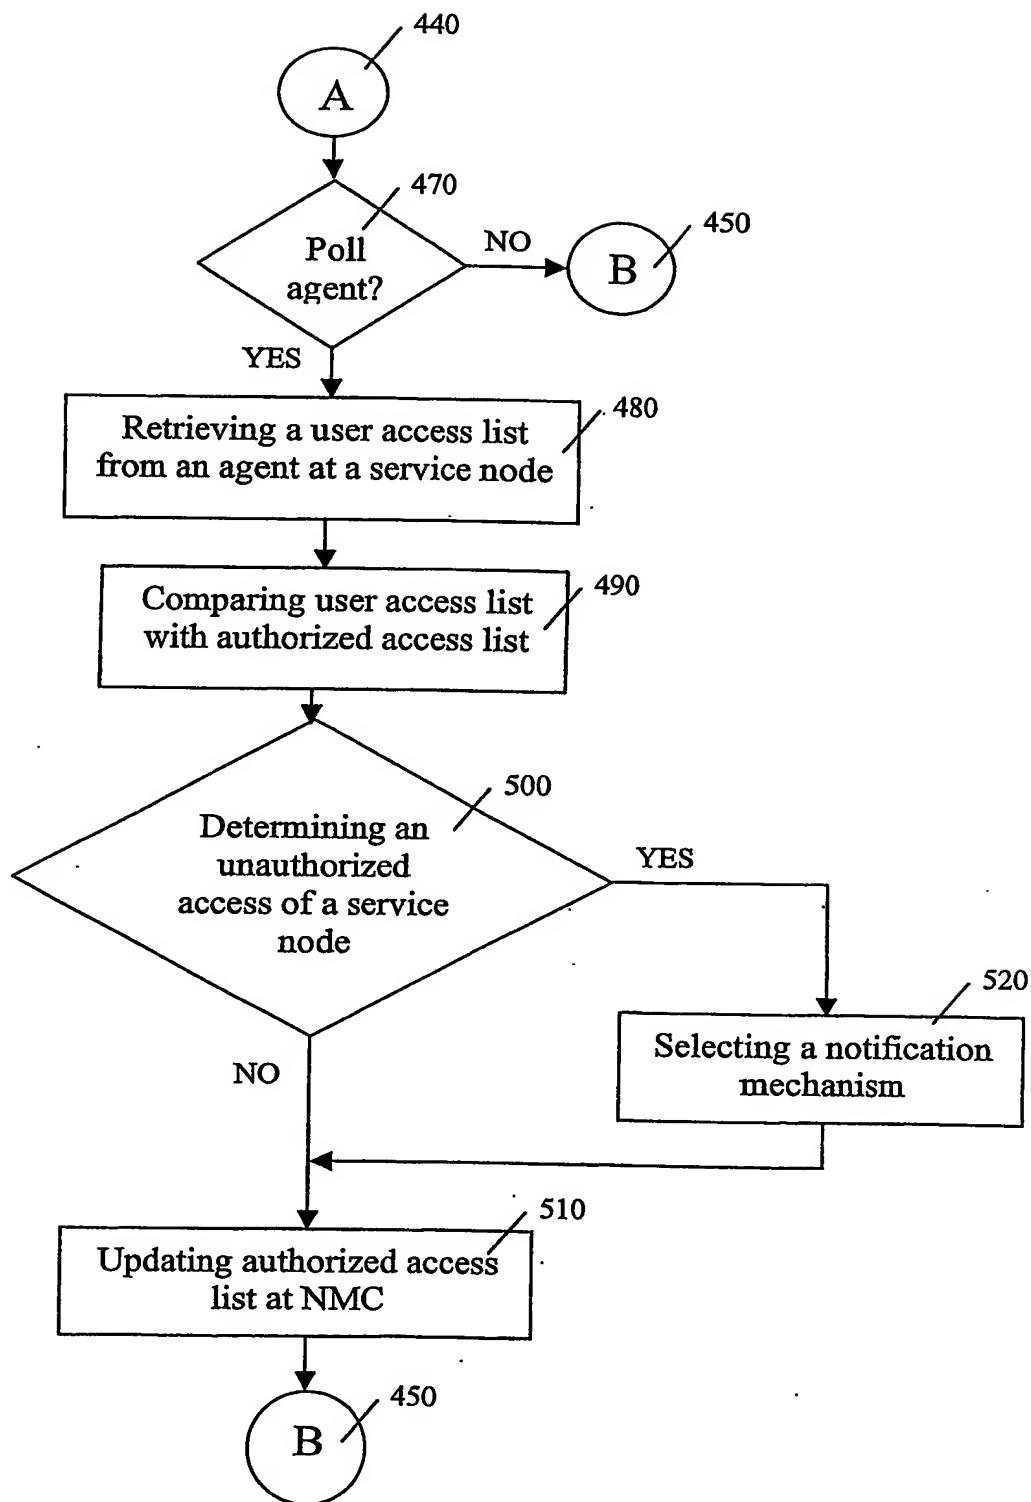 440
A
470
Poll
agent?
NO
450
B
YES
480
Retrieving a user access list
from an agent at a service node
490
Comparing user access list
with authorized access list
500
Determining an
unauthorized
access of a service
node
YES
520
Selecting a notification
mechanism
NO
510
Updating authorized access
list at NMC
450
B